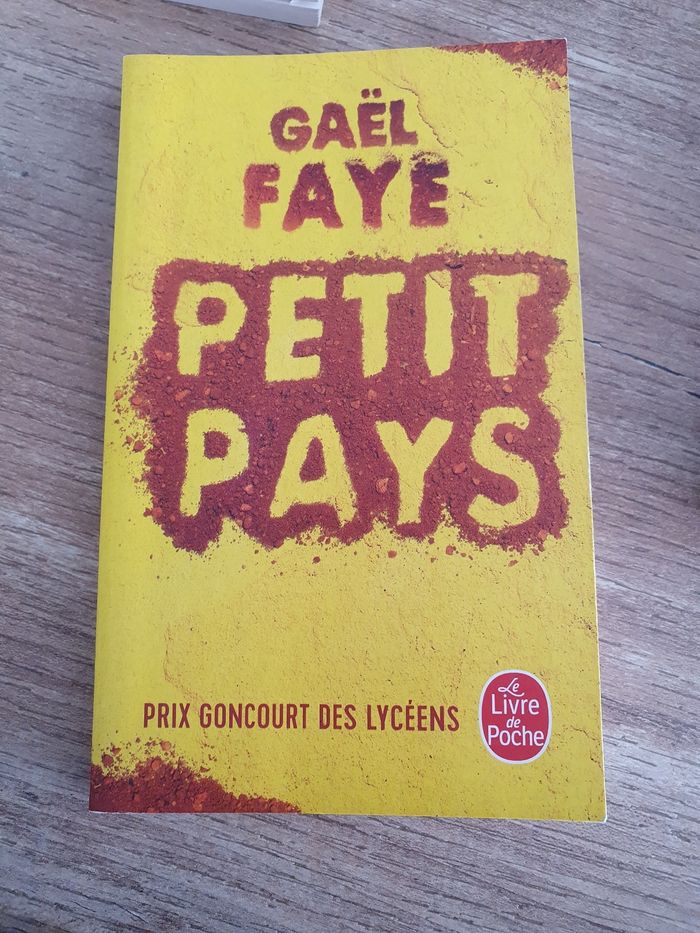 GAËL
FAYE
PETIT
PAYS
PRIX GONCOURT DES LYCÉENS
Le
Livre
de
Poche